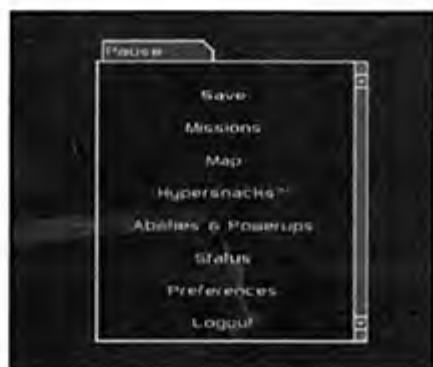 Pause
Save
Missions
Map
Hypersnacks™
Abilities & Powerups
Status
Preferences
Logout